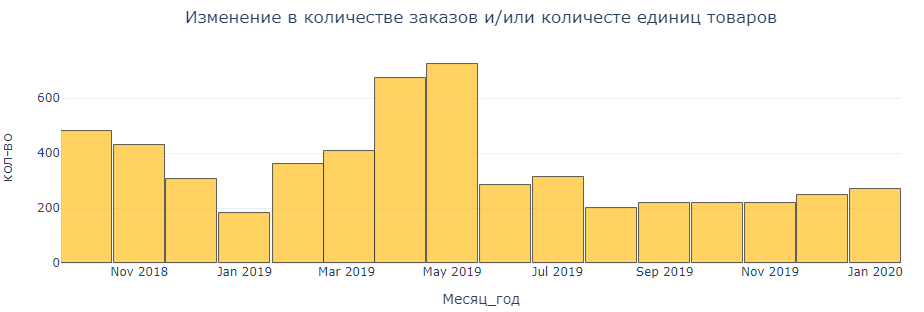 Изменение в количестве заказов и/или количесте единиц товаров
кол-во
600
400
200
0
Nov 2018 Jan 2019 Mar 2019 May 2019 Jul 2019 Sep 2019 Nov 2019 Jan 2020
Месяц_год